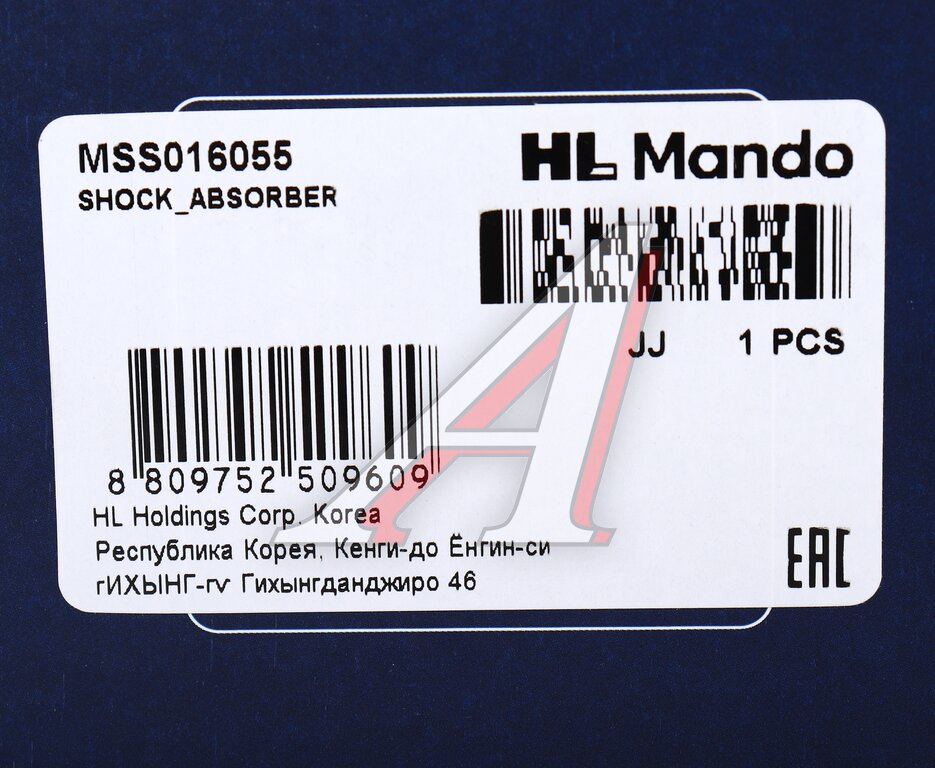 MSS016055
SHOCK_ABSORBER
HL Mando
JJ 1 PCS
8 809752 509609
HL Holdings Corp. Korea
Республика Корея, Кенги-до Ёнгин-си
гИХЫНГ-гv Гихынгданджиро 46
EAC